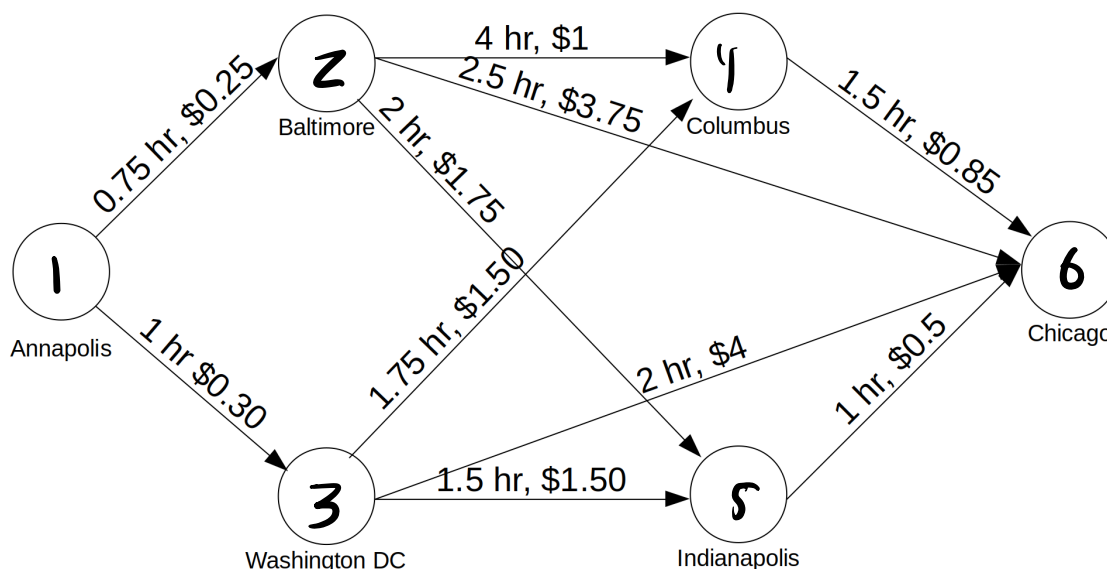 4 hr, $1
0.75 hr, $0.25
2
2.5 hr, $3.75
4
1.5 hr, $0.85
Baltimore
2 hr, $1.75
Columbus
1
6
1.75 hr, $1.50
Annapolis
Chicago
1 hr $0.30
2 hr, $4
1 hr, $0.5
3
1.5 hr, $1.50
5
Washington DC
Indianapolis